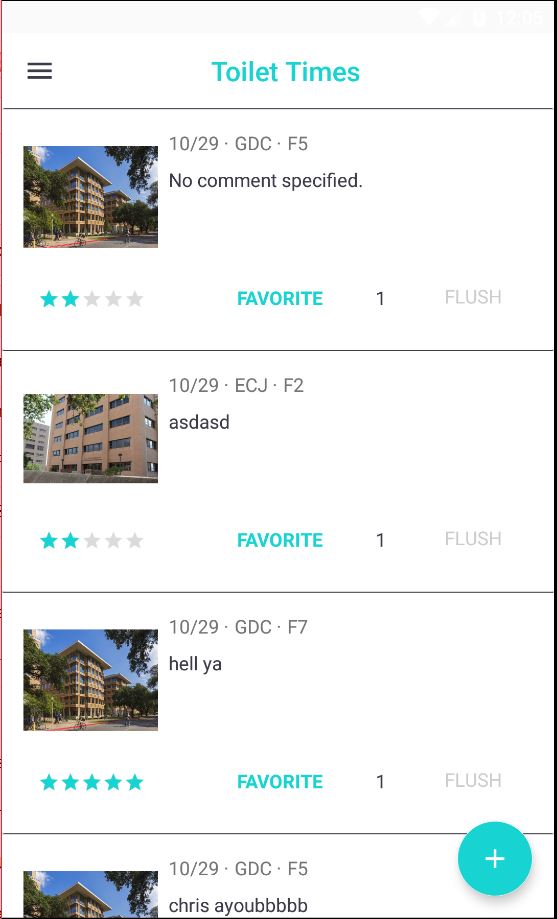 12:05
Toilet Times
10/29 · GDC · F5
No comment specified.
FAVORITE 1 FLUSH
10/29 · ECJ · F2
asdasd
FAVORITE 1 FLUSH
10/29 · GDC · F7
hell ya
FAVORITE 1 FLUSH
10/29 · GDC · F5
chris ayoubbbbb